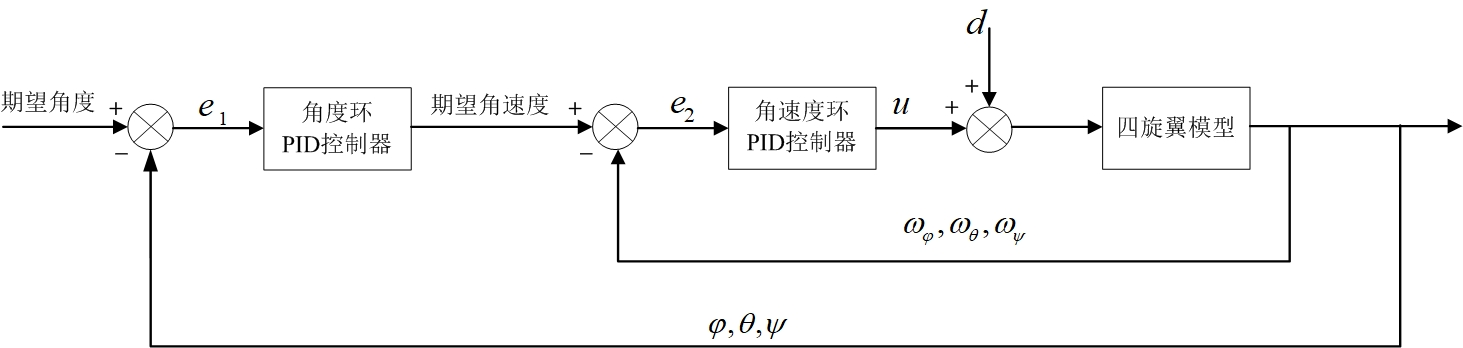 d
期望角度
+
−
e1
角度环
PID控制器
期望角速度
+
−
e2
角速度环
PID控制器
u
+
+
四旋翼模型
ωφ,ωθ,ωψ
φ,θ,ψ